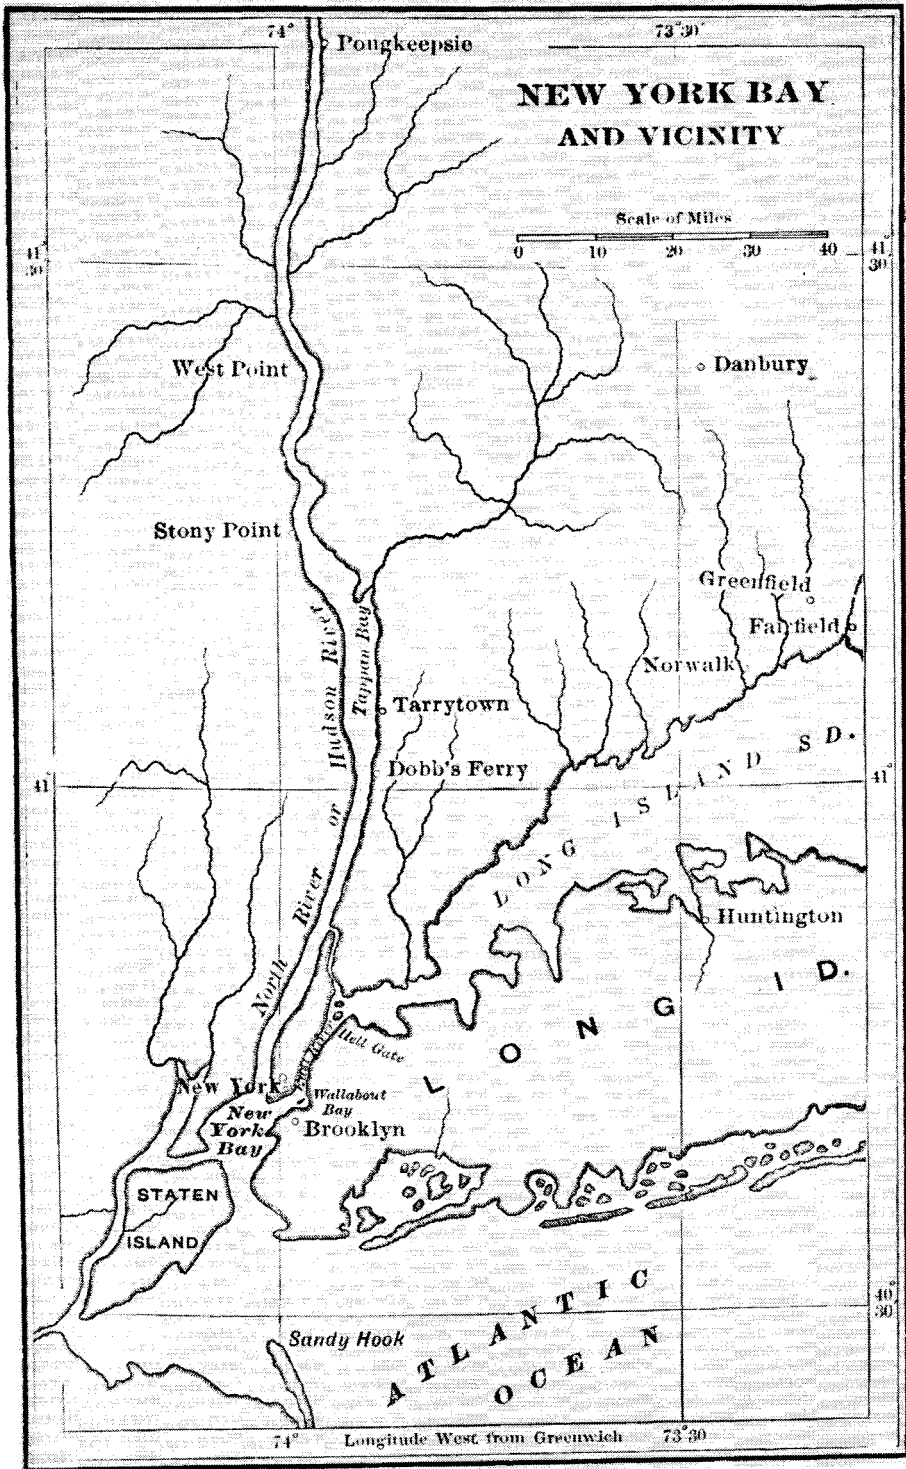 74° 73°30'
Pougkeepsie
NEW YORK BAY
AND VICINITY
Scale of Miles
0 10 20 30 40
41° 30' 41° 30
West Point
Danbury
Stony Point
Greenfield
Fairfield
Norwalk
Tappan Bay
Tarrytown
Dobb's Ferry
North River or Hudson River
41° 41°
LONG ISLAND SD.
Huntington
LONG ID.
East River
Hell Gate
New York
Wallabout
Bay
New
York
Bay
Brooklyn
STATEN
ISLAND
40°
30'
Sandy Hook
ATLANTIC
OCEAN
74° Longitude West from Greenwich 73°30